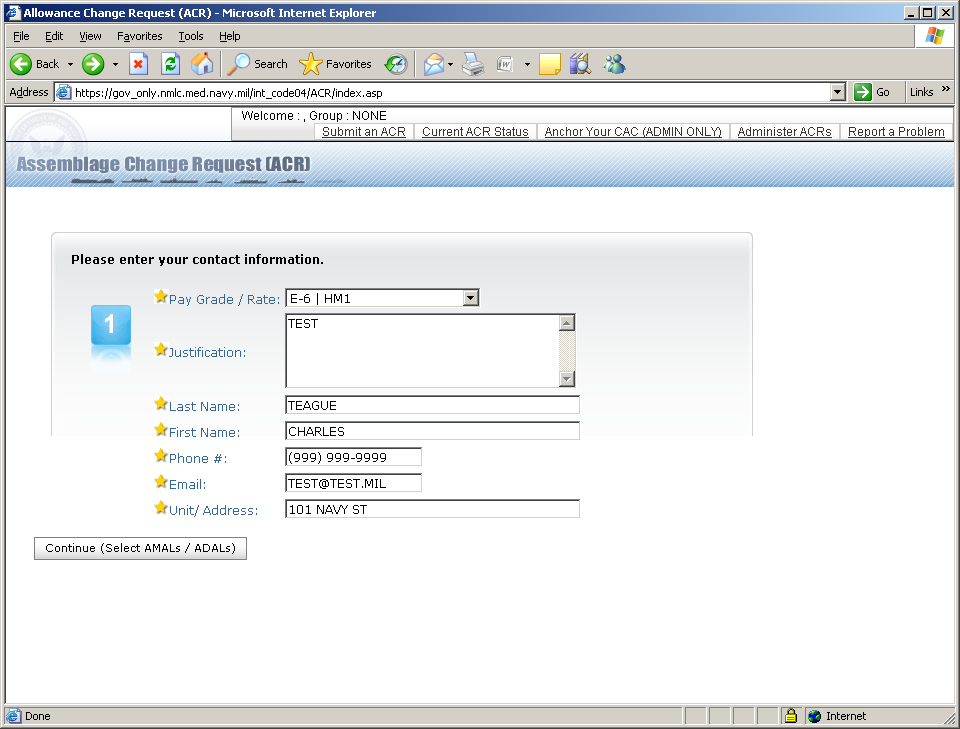 Allowance Change Request (ACR) - Microsoft Internet Explorer
File Edit View Favorites Tools Help
Back Search Favorites
Address https://gov_only.nmlc.med.navy.mil/int_code04/ACR/index.asp Go Links »
Welcome : , Group : NONE
Submit an ACR Current ACR Status Anchor Your CAC (ADMIN ONLY) Administer ACRs Report a Problem
Assemblage Change Request (ACR)
Please enter your contact information.
1
Pay Grade / Rate: E-6 | HM1
Justification: TEST
Last Name: TEAGUE
First Name: CHARLES
Phone #: (999) 999-9999
Email: TEST@TEST.MIL
Unit/ Address: 101 NAVY ST
Continue (Select AMALs / ADALs)
Done Internet